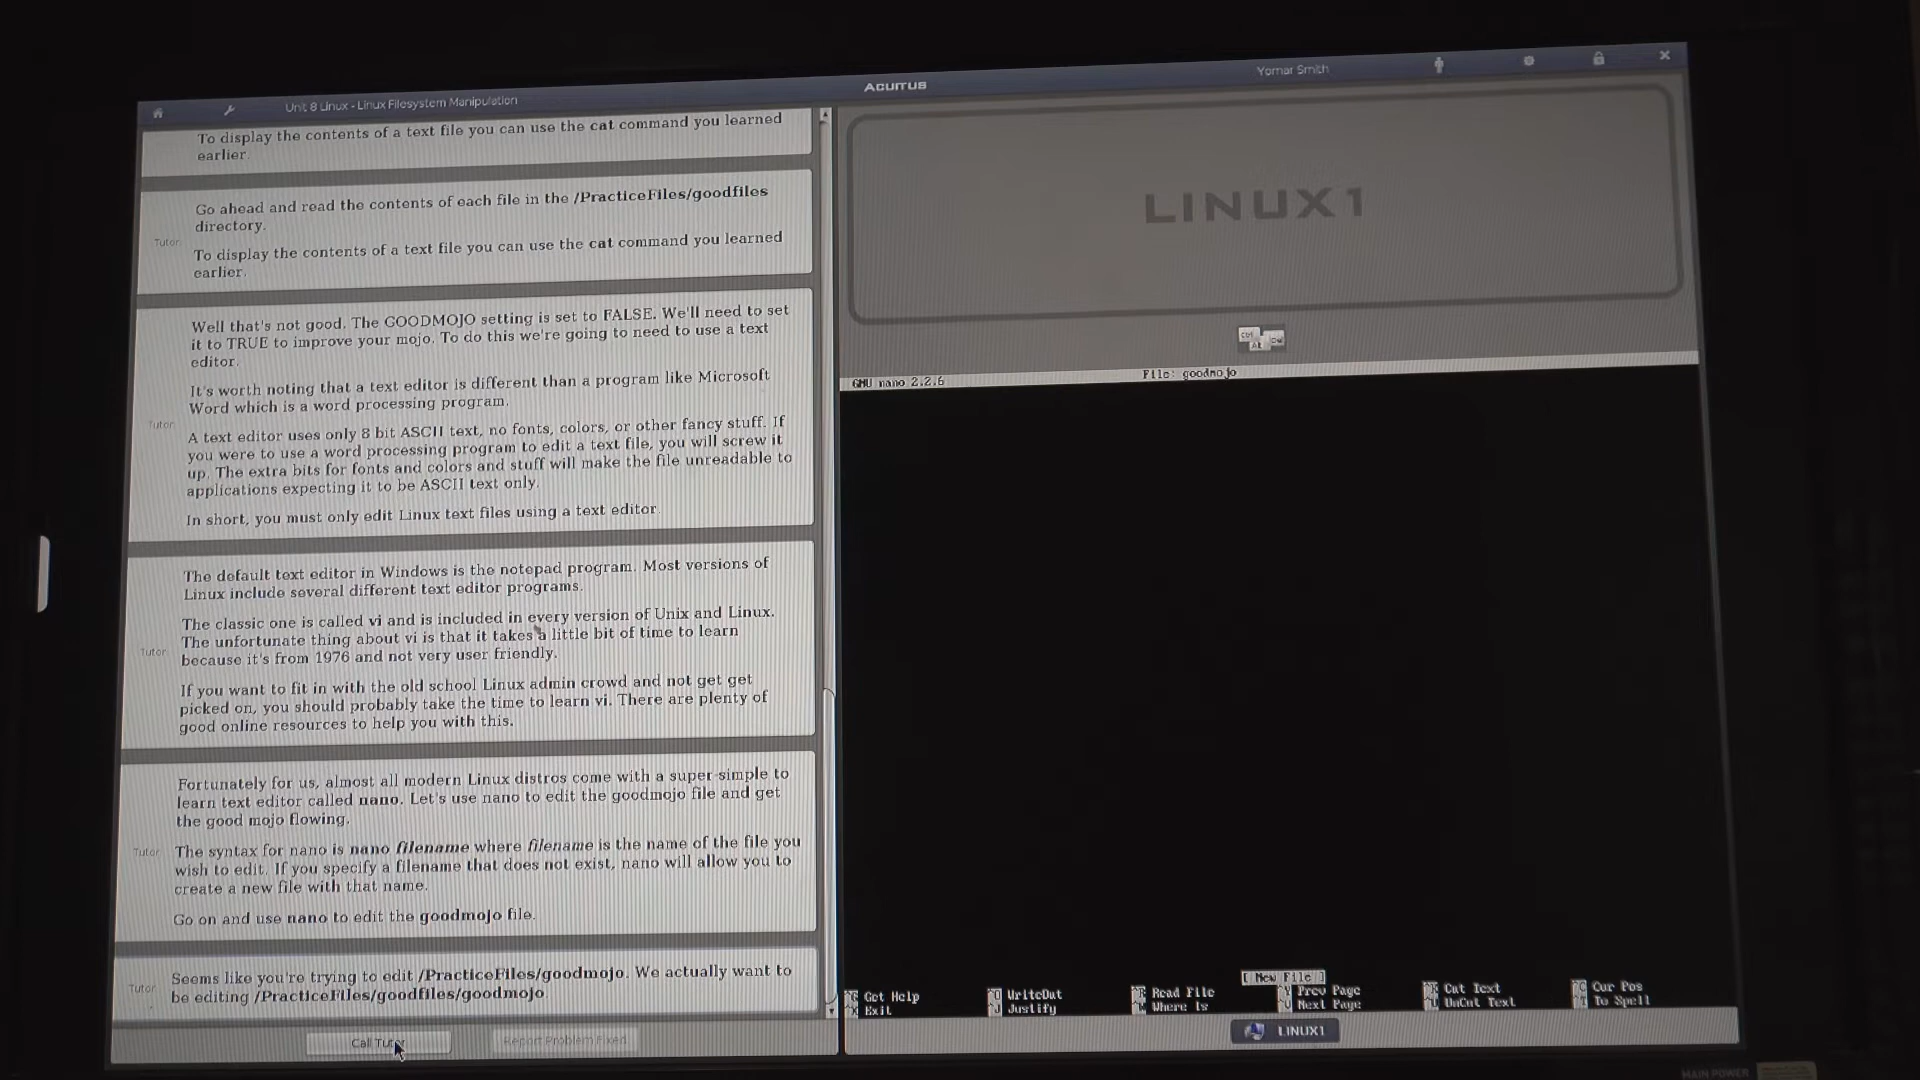 ACUITUS
Yomar Smith
Unit 8 Linux - Linux Filesystem Manipulation
To display the contents of a text file you can use the cat command you learned
earlier.
Go ahead and read the contents of each file in the /PracticeFiles/goodfiles
directory.
Tutor
To display the contents of a text file you can use the cat command you learned
earlier.
Well that's not good. The GOODMOJO setting is set to FALSE. We'll need to set
it to TRUE to improve your mojo. To do this we're going to need to use a text
editor.
It's worth noting that a text editor is different than a program like Microsoft
Word which is a word processing program.
Tutor
A text editor uses only 8 bit ASCII text, no fonts, colors, or other fancy stuff. If
you were to use a word processing program to edit a text file, you will screw it
up. The extra bits for fonts and colors and stuff will make the file unreadable to
applications expecting it to be ASCII text only.
In short, you must only edit Linux text files using a text editor.
The default text editor in Windows is the notepad program. Most versions of
Linux include several different text editor programs.
The classic one is called vi and is included in every version of Unix and Linux.
The unfortunate thing about vi is that it takes a little bit of time to learn
because it's from 1976 and not very user friendly.
Tutor
If you want to fit in with the old school Linux admin crowd and not get get
picked on, you should probably take the time to learn vi. There are plenty of
good online resources to help you with this.
Fortunately for us, almost all modern Linux distros come with a super simple to
learn text editor called nano. Let's use nano to edit the goodmojo file and get
the good mojo flowing.
Tutor
The syntax for nano is nano filename where filename is the name of the file you
wish to edit. If you specify a filename that does not exist, nano will allow you to
create a new file with that name.
Go on and use nano to edit the goodmojo file.
Tutor
Seems like you're trying to edit /PracticeFiles/goodmojo. We actually want to
be editing /PracticeFiles/goodfiles/goodmojo.
Call Tutor
Report Problem Fixed
LINUX1
Ctrl Alt Del
GNU nano 2.2.6 File: goodmojo
[ New File ]
^G Get Help ^O WriteOut ^R Read File ^Y Prev Page ^K Cut Text ^C Cur Pos
^X Exit ^J Justify ^W Where Is ^V Next Page ^U UnCut Text ^T To Spell
LINUX1
MAIN POWER